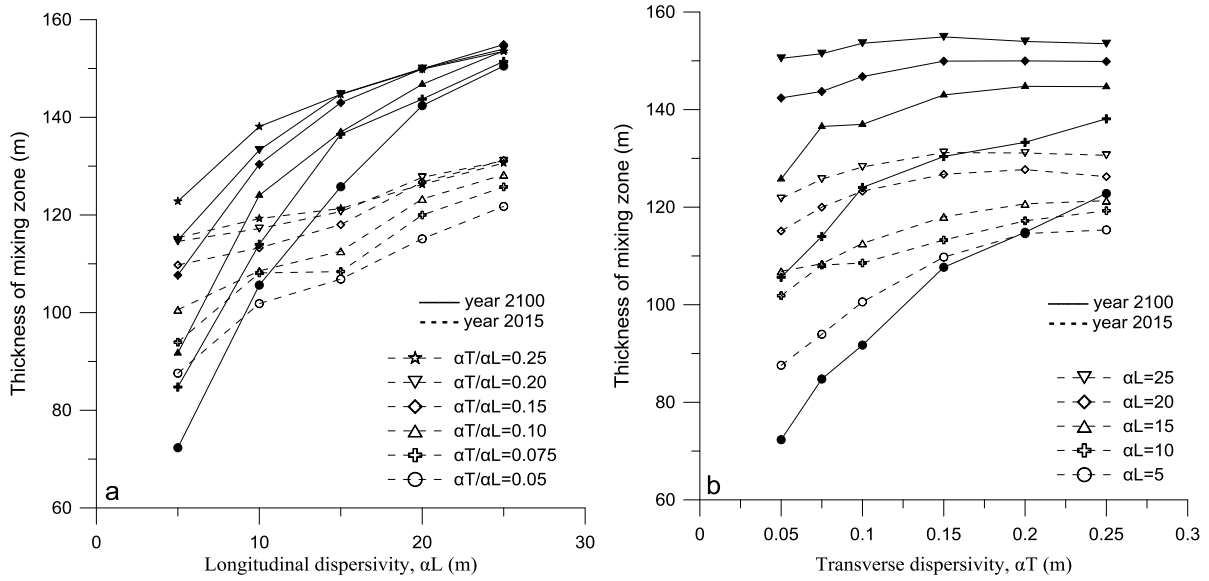 Thickness of mixing zone (m)
160
140
120
100
80
60
0
10
20
30
Longitudinal dispersivity, αL (m)
year 2100
year 2015
αT/αL=0.25
αT/αL=0.20
αT/αL=0.15
αT/αL=0.10
αT/αL=0.075
αT/αL=0.05
a
Thickness of mixing zone (m)
160
140
120
100
80
60
0
0.05
0.1
0.15
0.2
0.25
0.3
Transverse dispersivity, αT (m)
year 2100
year 2015
αL=25
αL=20
αL=15
αL=10
αL=5
b